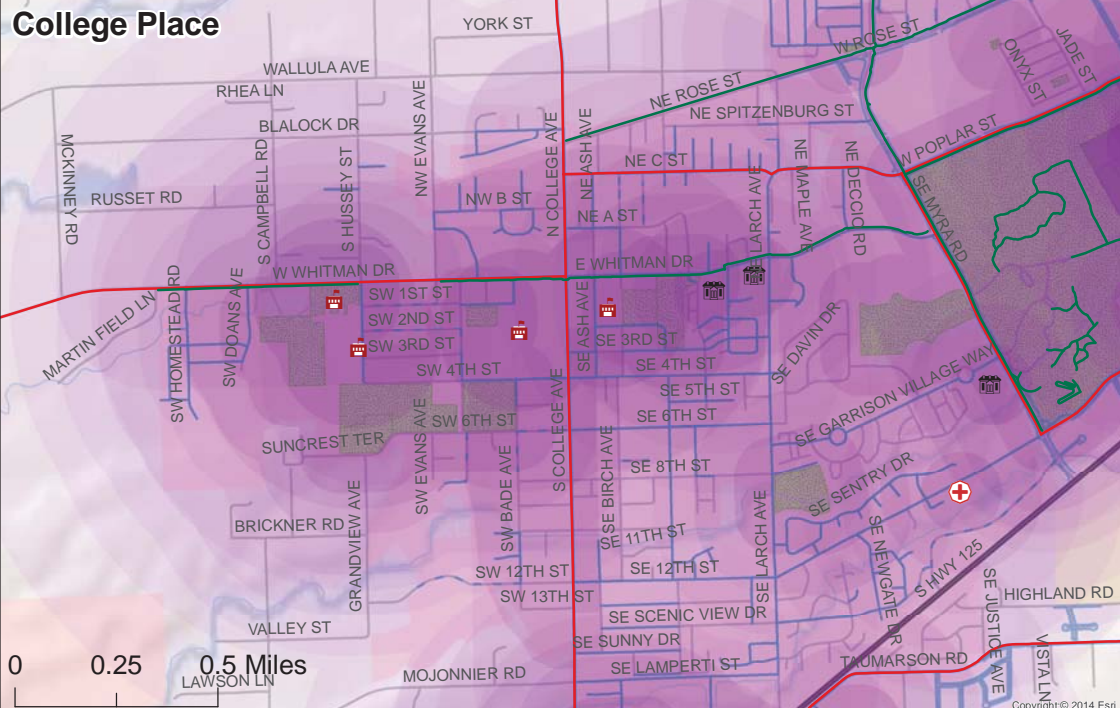 College Place
YORK ST
W ROSE ST
JADE ST
ONYX ST
WALLULA AVE
RHEA LN
NW EVANS AVE
NE ROSE ST
NE SPITZENBURG ST
BLALOCK DR
N COLLEGE AVE
NE ASH AVE
W POPLAR ST
MCKINNEY RD
S CAMPBELL RD
S HUSSEY ST
NE C ST
NE MAPLE AVE
NE DECCIO RD
RUSSET RD
NW B ST
NE A ST
E LARCH AVE
SE MYRA RD
W WHITMAN DR
E WHITMAN DR
MARTIN FIELD LN
SW HOMESTEAD RD
SW DOANS AVE
SW 1ST ST
SW 2ND ST
SW 3RD ST
SE ASH AVE
SE 3RD ST
SE DAVIN DR
SW 4TH ST
SE 4TH ST
SE 5TH ST
SE GARRISON VILLAGE WAY
SW EVANS AVE
SW 6TH ST
S COLLEGE AVE
SE 6TH ST
SUNCREST TER
SE BIRCH AVE
SE 8TH ST
SE SENTRY DR
GRANDVIEW AVE
SW BADE AVE
SE LARCH AVE
BRICKNER RD
SE 11TH ST
SE NEWGATE DR
S HWY 125
SW 12TH ST
SE 12TH ST
SW 13TH ST
SE JUSTICE AVE
HIGHLAND RD
SE SCENIC VIEW DR
VALLEY ST
SE SUNNY DR
VISTA LN
0 0.25 0.5 Miles
LAWSON LN
MOJONNIER RD
SE LAMPERTI ST
TAUMARSON RD
Copyright:© 2014 Esri